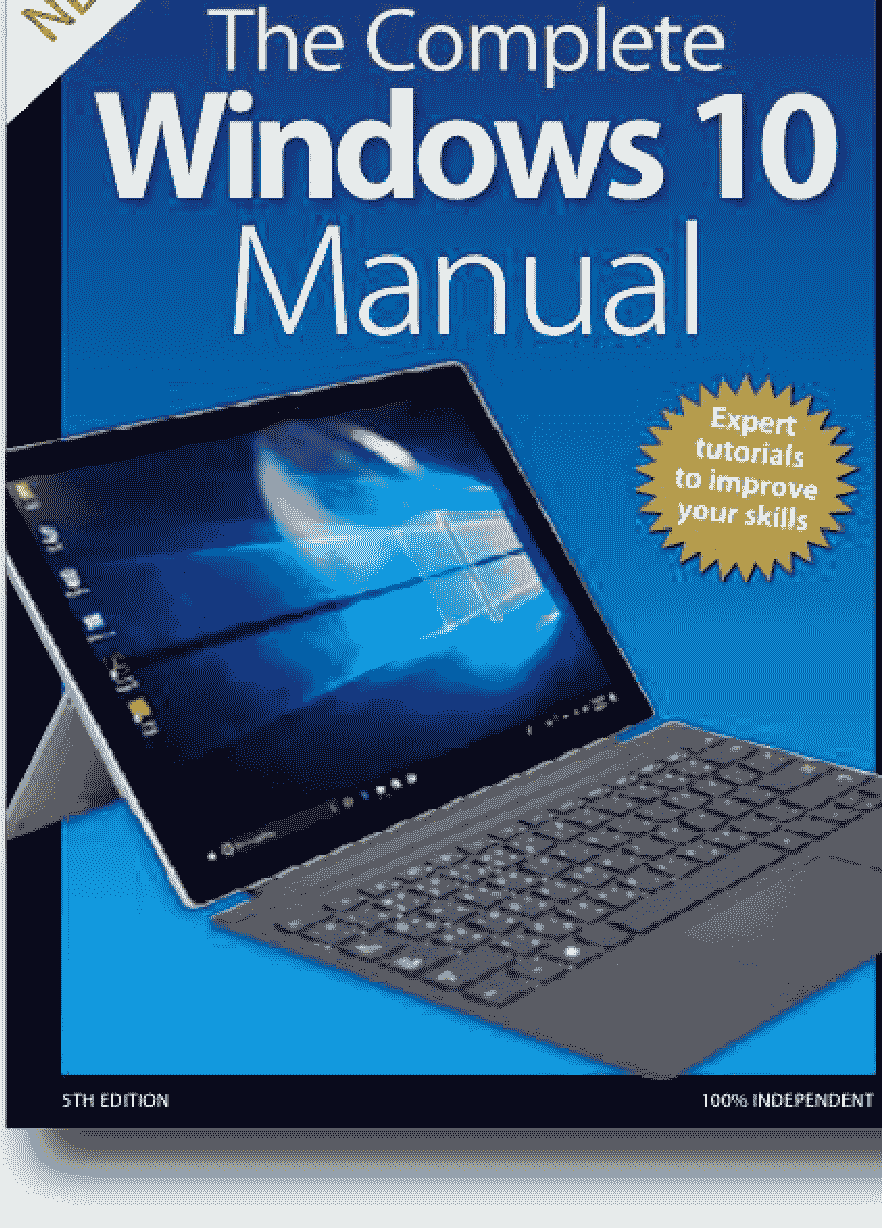 The Complete
Windows 10
Manual
Expert
tutorials
to improve
your skills
5TH EDITION
100% INDEPENDENT